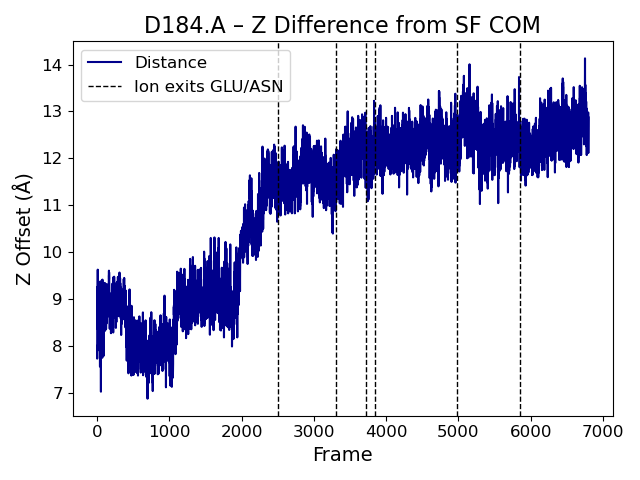 D184.A – Z Difference from SF COM
Distance
Ion exits GLU/ASN
Z Offset (Å)
14
13
12
11
10
9
8
7
0 1000 2000 3000 4000 5000 6000 7000
Frame